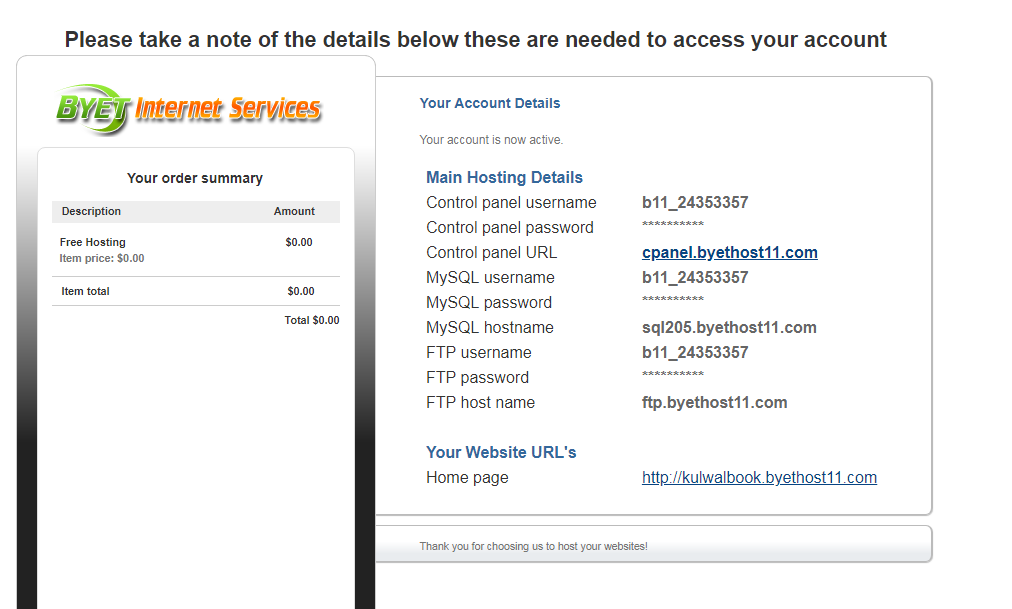 Please take a note of the details below these are needed to access your account
BYET Internet Services
Your order summary
Description Amount
Free Hosting $0.00
Item price: $0.00
Item total $0.00
Total $0.00
Your Account Details
Your account is now active.
Main Hosting Details
Control panel username b11_24353357
Control panel password **********
Control panel URL cpanel.byethost11.com
MySQL username b11_24353357
MySQL password **********
MySQL hostname sql205.byethost11.com
FTP username b11_24353357
FTP password **********
FTP host name ftp.byethost11.com
Your Website URL's
Home page http://kulwalbook.byethost11.com
Thank you for choosing us to host your websites!